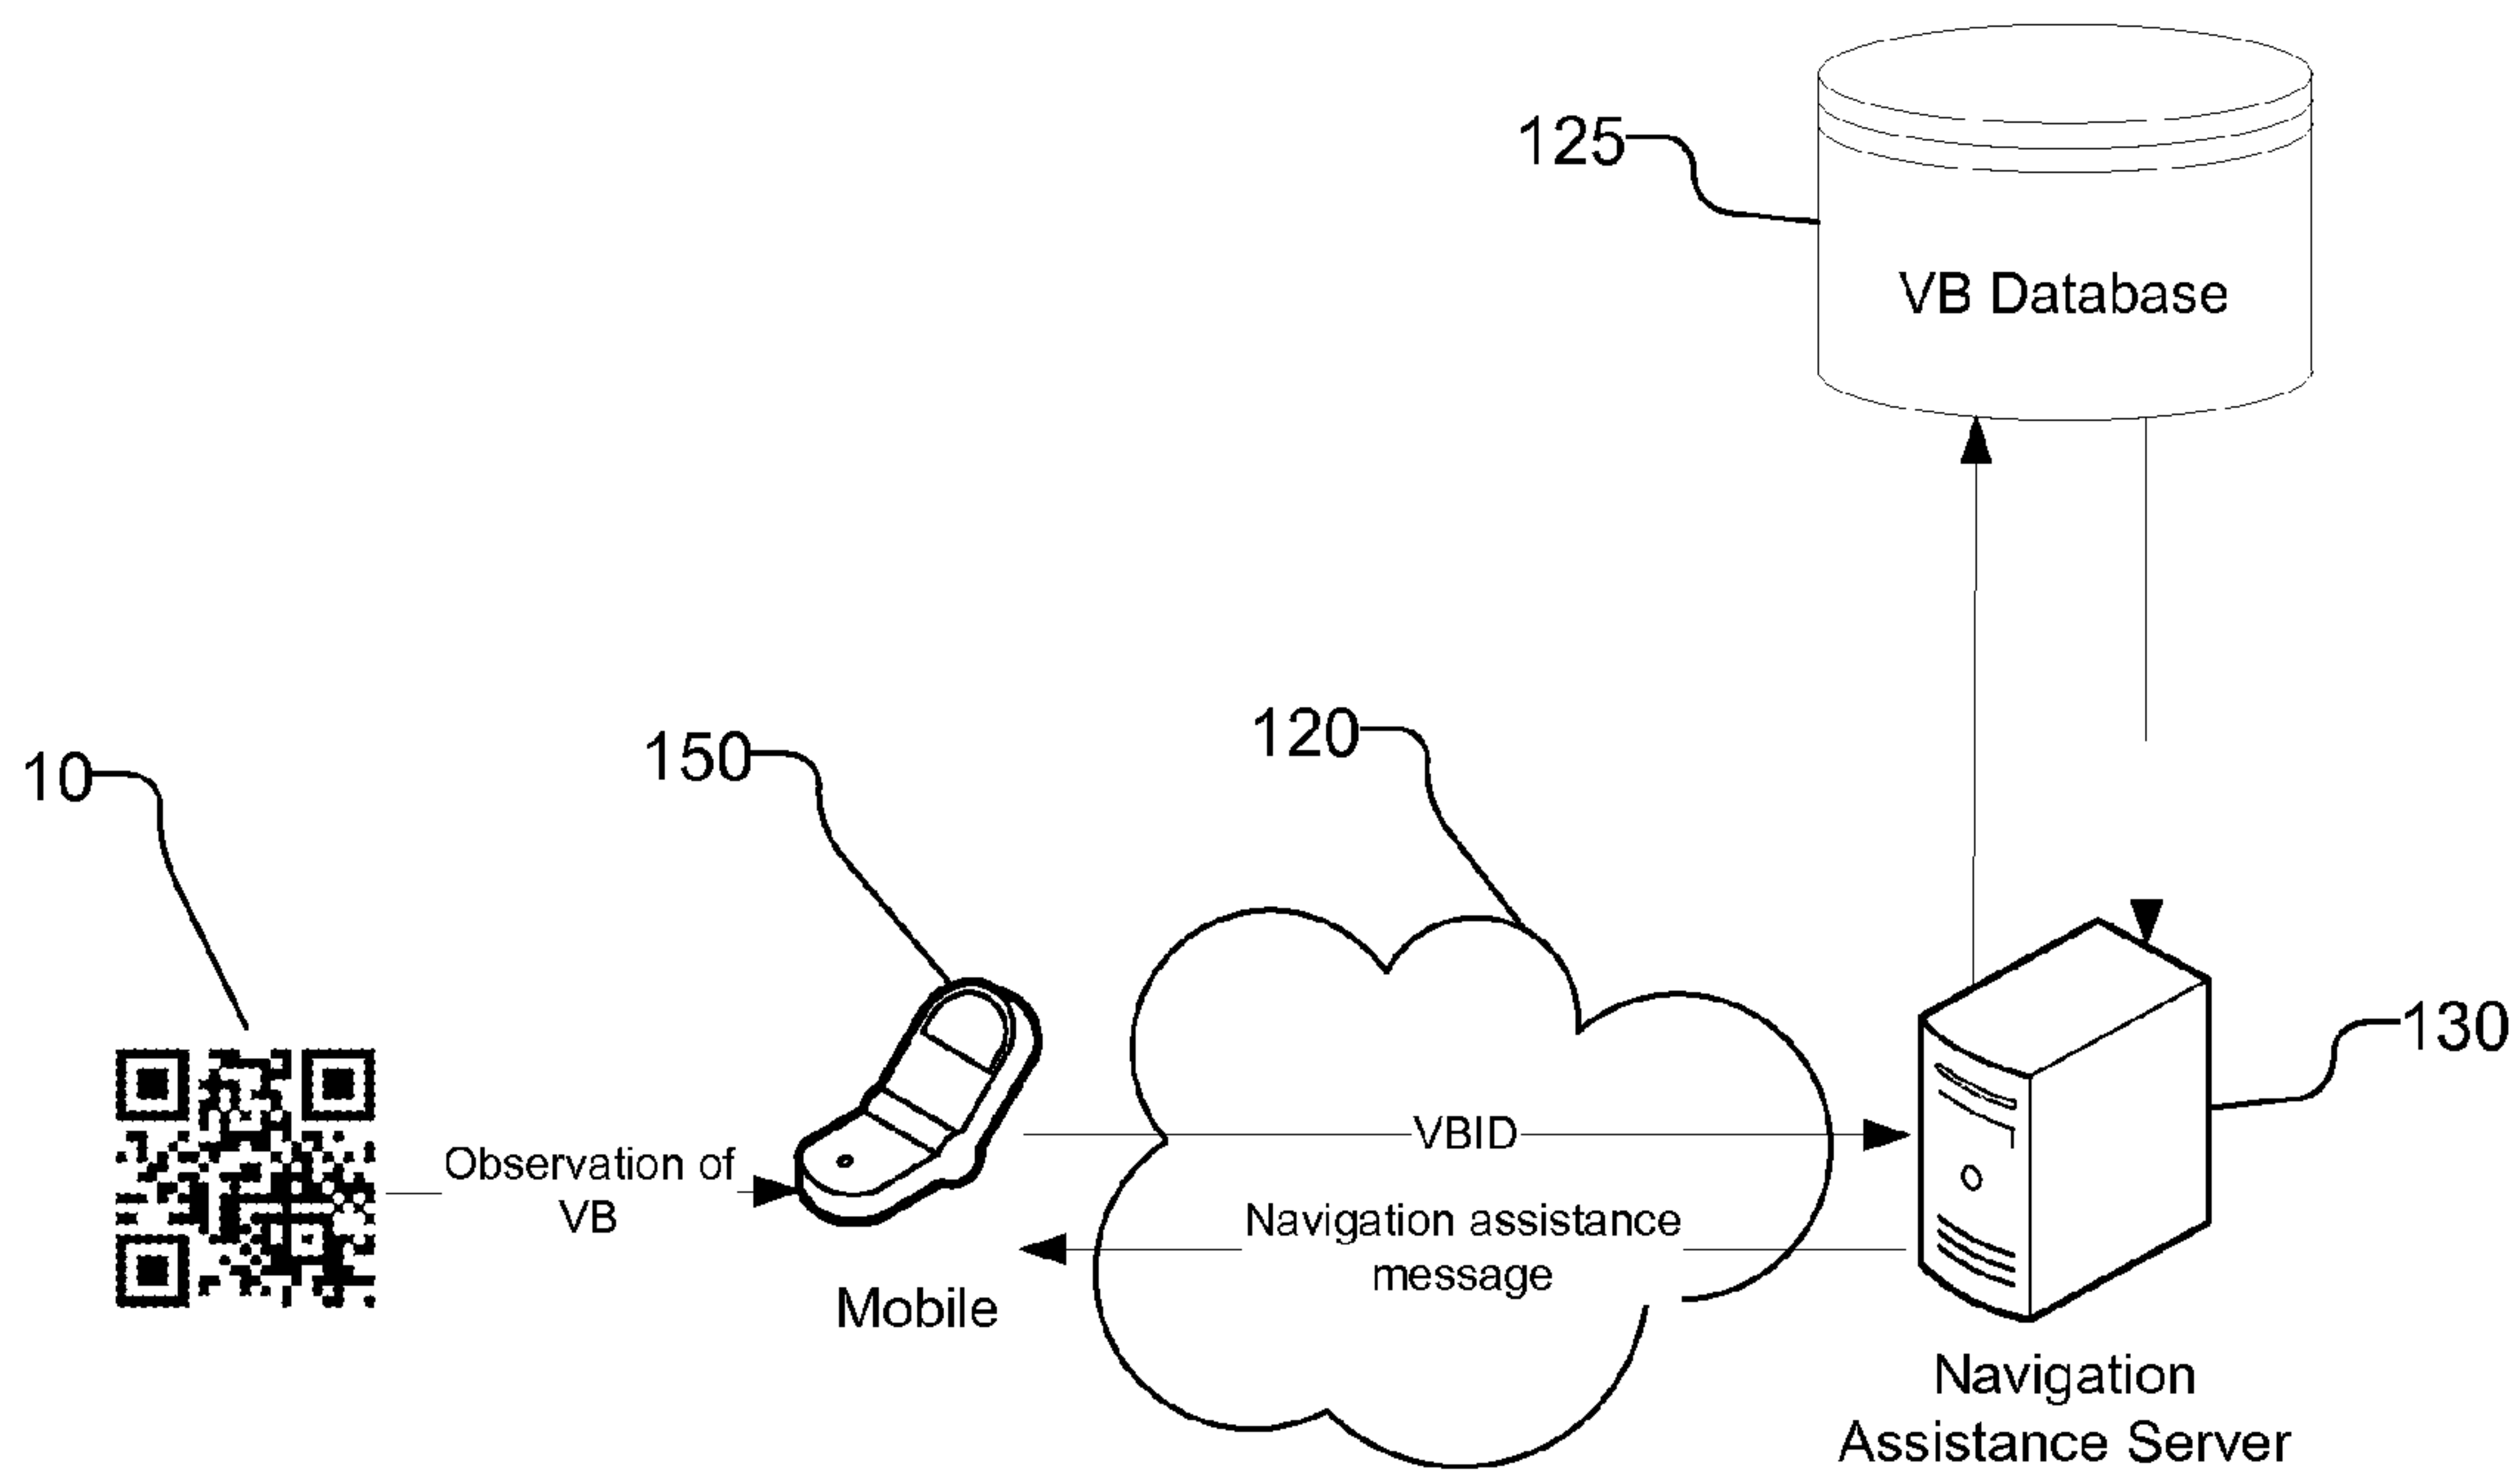 125
VB Database
10
150
120
130
Observation of
VB
VBID
Navigation assistance
message
Mobile
Navigation
Assistance Server